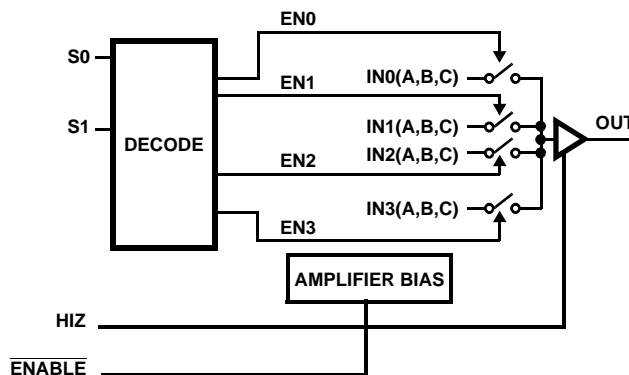 EN0
S0
IN0(A,B,C)
EN1
S1
IN1(A,B,C)
OUT
DECODE
IN2(A,B,C)
EN2
IN3(A,B,C)
EN3
AMPLIFIER BIAS
HIZ
ENABLE